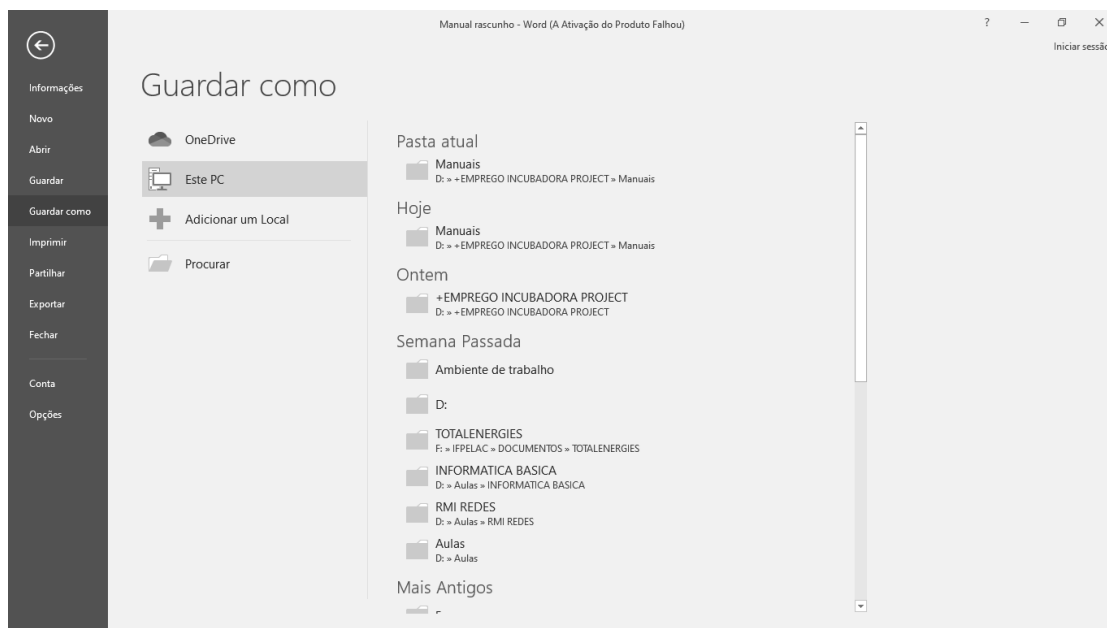 Manual rascunho - Word (A Ativação do Produto Falhou)
?
Iniciar sessão
Informações
Novo
Abrir
Guardar
Guardar como
Imprimir
Partilhar
Exportar
Fechar
Conta
Opções
Guardar como
OneDrive
Este PC
Adicionar um Local
Procurar
Pasta atual
Manuais
D: » +EMPREGO INCUBADORA PROJECT » Manuais
Hoje
Manuais
D: » +EMPREGO INCUBADORA PROJECT » Manuais
Ontem
+EMPREGO INCUBADORA PROJECT
D: » +EMPREGO INCUBADORA PROJECT
Semana Passada
Ambiente de trabalho
D:
TOTALENERGIES
F: » IFPELAC » DOCUMENTOS » TOTALENERGIES
INFORMATICA BASICA
D: » Aulas » INFORMATICA BASICA
RMI REDES
D: » Aulas » RMI REDES
Aulas
D: » Aulas
Mais Antigos